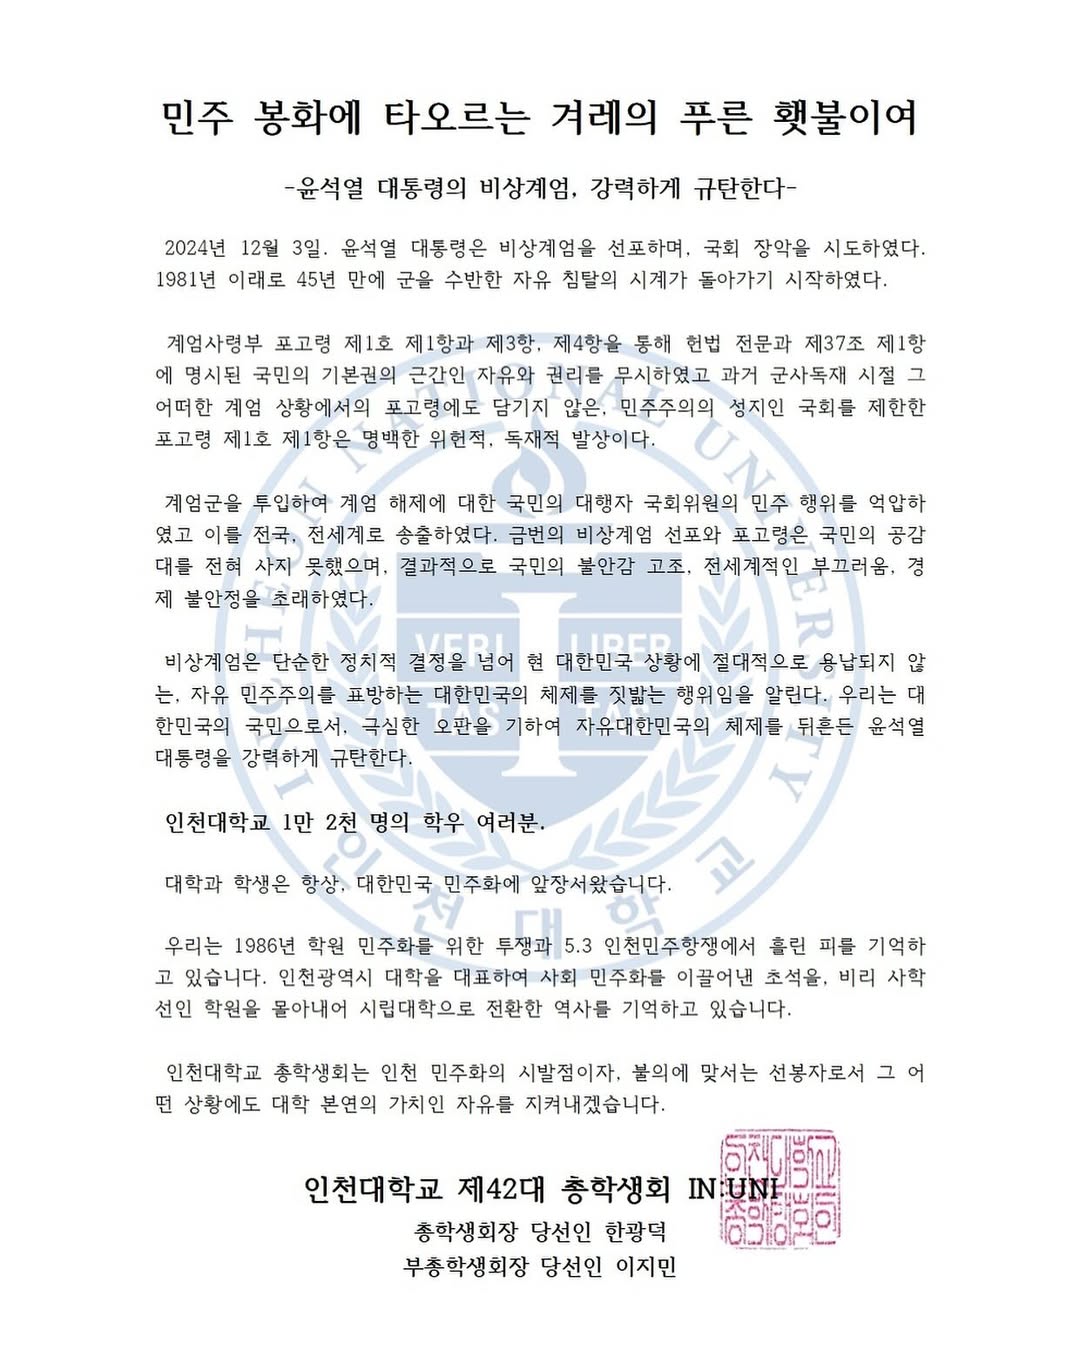 민주 봉화에 타오르는 겨레의 푸른 횃불이여
-윤석열 대통령의 비상계엄, 강력하게 규탄한다-
2024년 12월 3일. 윤석열 대통령은 비상계엄을 선포하며, 국회 장악을 시도하였다.
1981년 이래로 45년 만에 군을 수반한 자유 침탈의 시계가 돌아가기 시작하였다.
계엄사령부 포고령 제1호 제1항과 제3항, 제4항을 통해 헌법 전문과 제37조 제1항
에 명시된 국민의 기본권의 근간인 자유와 권리를 무시하였고 과거 군사독재 시절 그
어떠한 계엄 상황에서의 포고령에도 담기지 않은, 민주주의의 성지인 국회를 제한한
포고령 제1호 제1항은 명백한 위헌적, 독재적 발상이다.
계엄군을 투입하여 계엄 해제에 대한 국민의 대행자 국회위원의 민주 행위를 억압하
였고 이를 전국, 전세계로 송출하였다. 금번의 비상계엄 선포와 포고령은 국민의 공감
대를 전혀 사지 못했으며, 결과적으로 국민의 불안감 고조, 전세계적인 부끄러움, 경
제 불안정을 초래하였다.
비상계엄은 단순한 정치적 결정을 넘어 현 대한민국 상황에 절대적으로 용납되지 않
는, 자유 민주주의를 표방하는 대한민국의 체제를 짓밟는 행위임을 알린다. 우리는 대
한민국의 국민으로서, 극심한 오판을 기하여 자유대한민국의 체제를 뒤흔든 윤석열
대통령을 강력하게 규탄한다.
인천대학교 1만 2천 명의 학우 여러분.
대학과 학생은 항상, 대한민국 민주화에 앞장서왔습니다.
우리는 1986년 학원 민주화를 위한 투쟁과 5.3 인천민주항쟁에서 흘린 피를 기억하
고 있습니다. 인천광역시 대학을 대표하여 사회 민주화를 이끌어낸 초석을, 비리 사학
선인 학원을 몰아내어 시립대학으로 전환한 역사를 기억하고 있습니다.
인천대학교 총학생회는 인천 민주화의 시발점이자, 불의에 맞서는 선봉자로서 그 어
떤 상황에도 대학 본연의 가치인 자유를 지켜내겠습니다.
인천대학교 제42대 총학생회 IN:UNI
총학생회장 당선인 한광덕
부총학생회장 당선인 이지민
INCHEON NATIONAL UNIVERSITY
VERI LIBER
TAS TAS
인천대학교